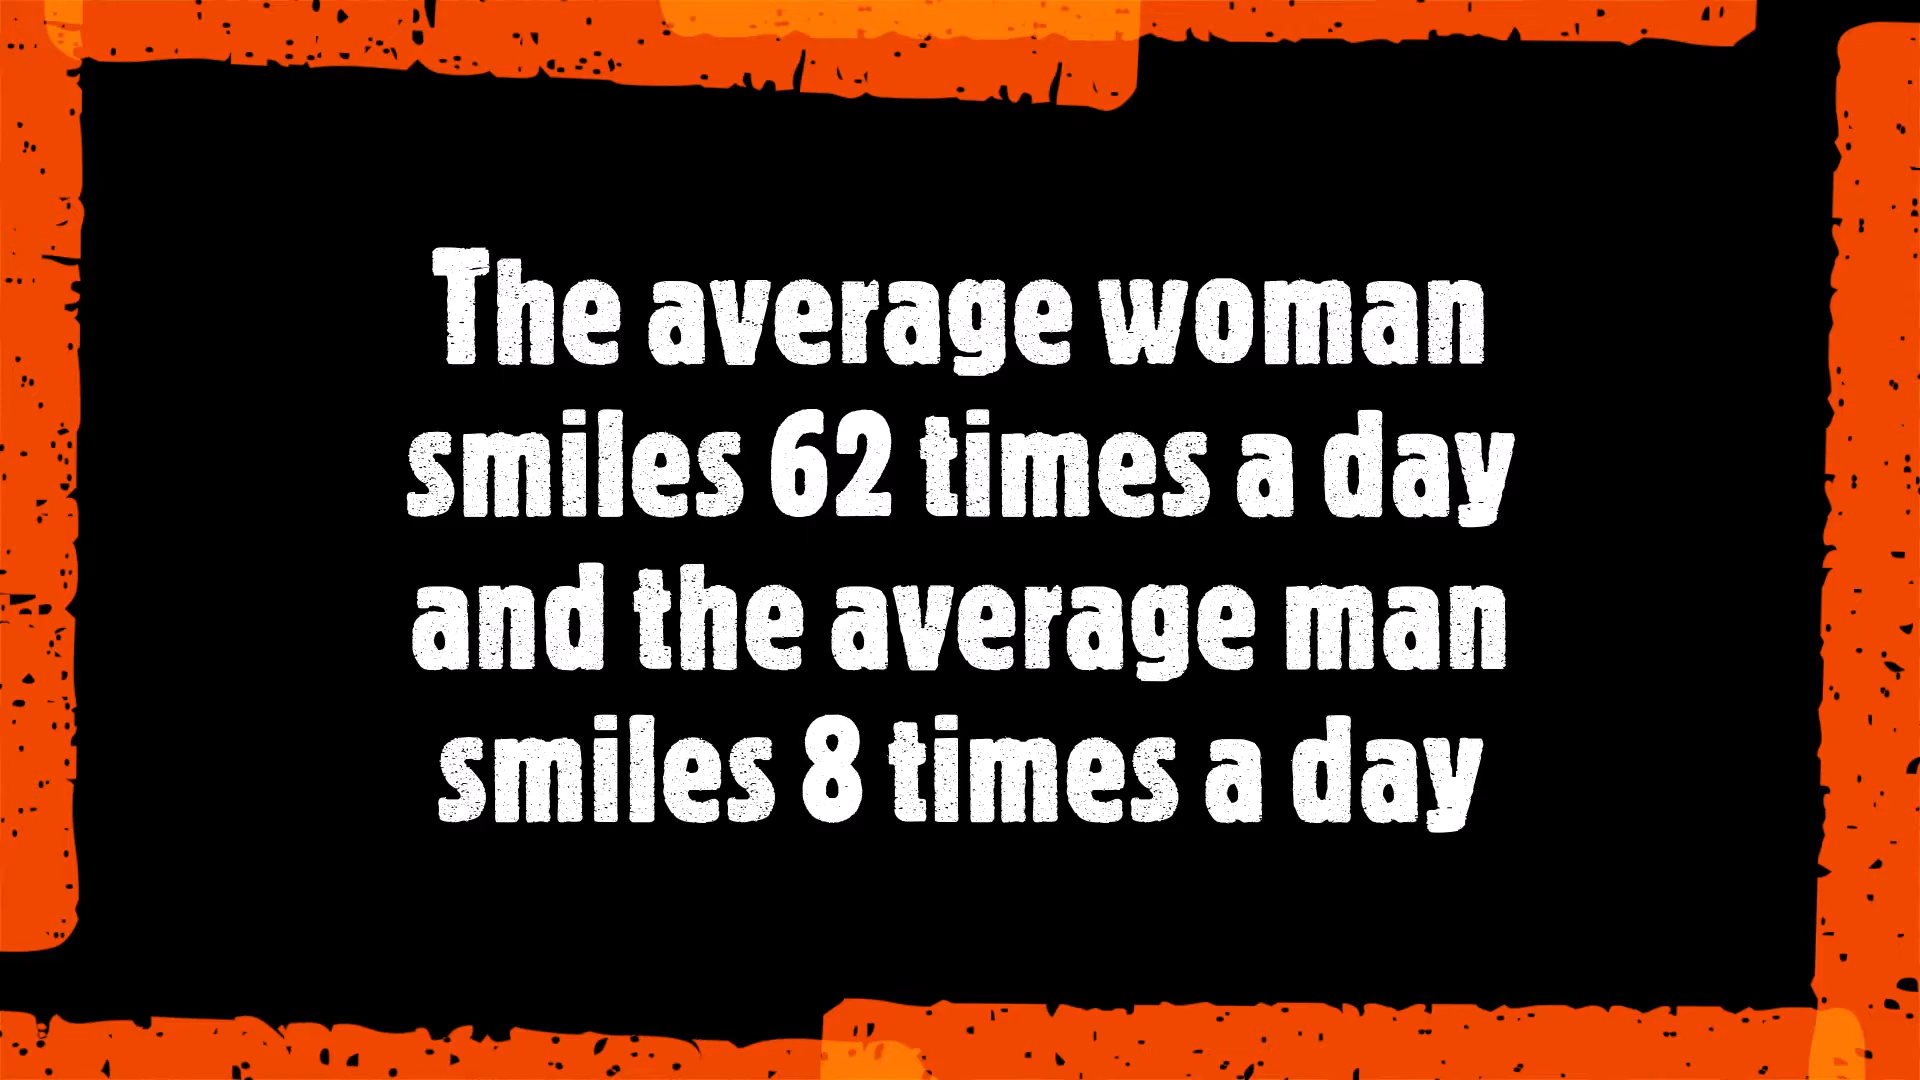 The average woman
smiles 62 times a day
and the average man
smiles 8 times a day